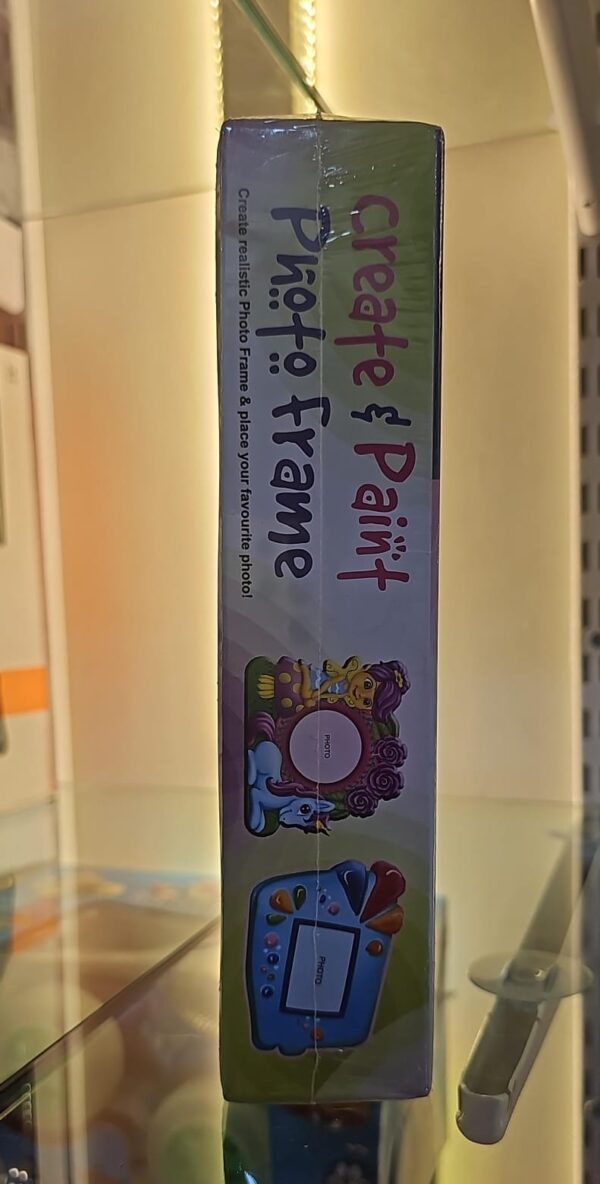 Create & Paint
Photo frame
Create realistic Photo Frame & place your favourite photo!
PHOTO
PHOTO